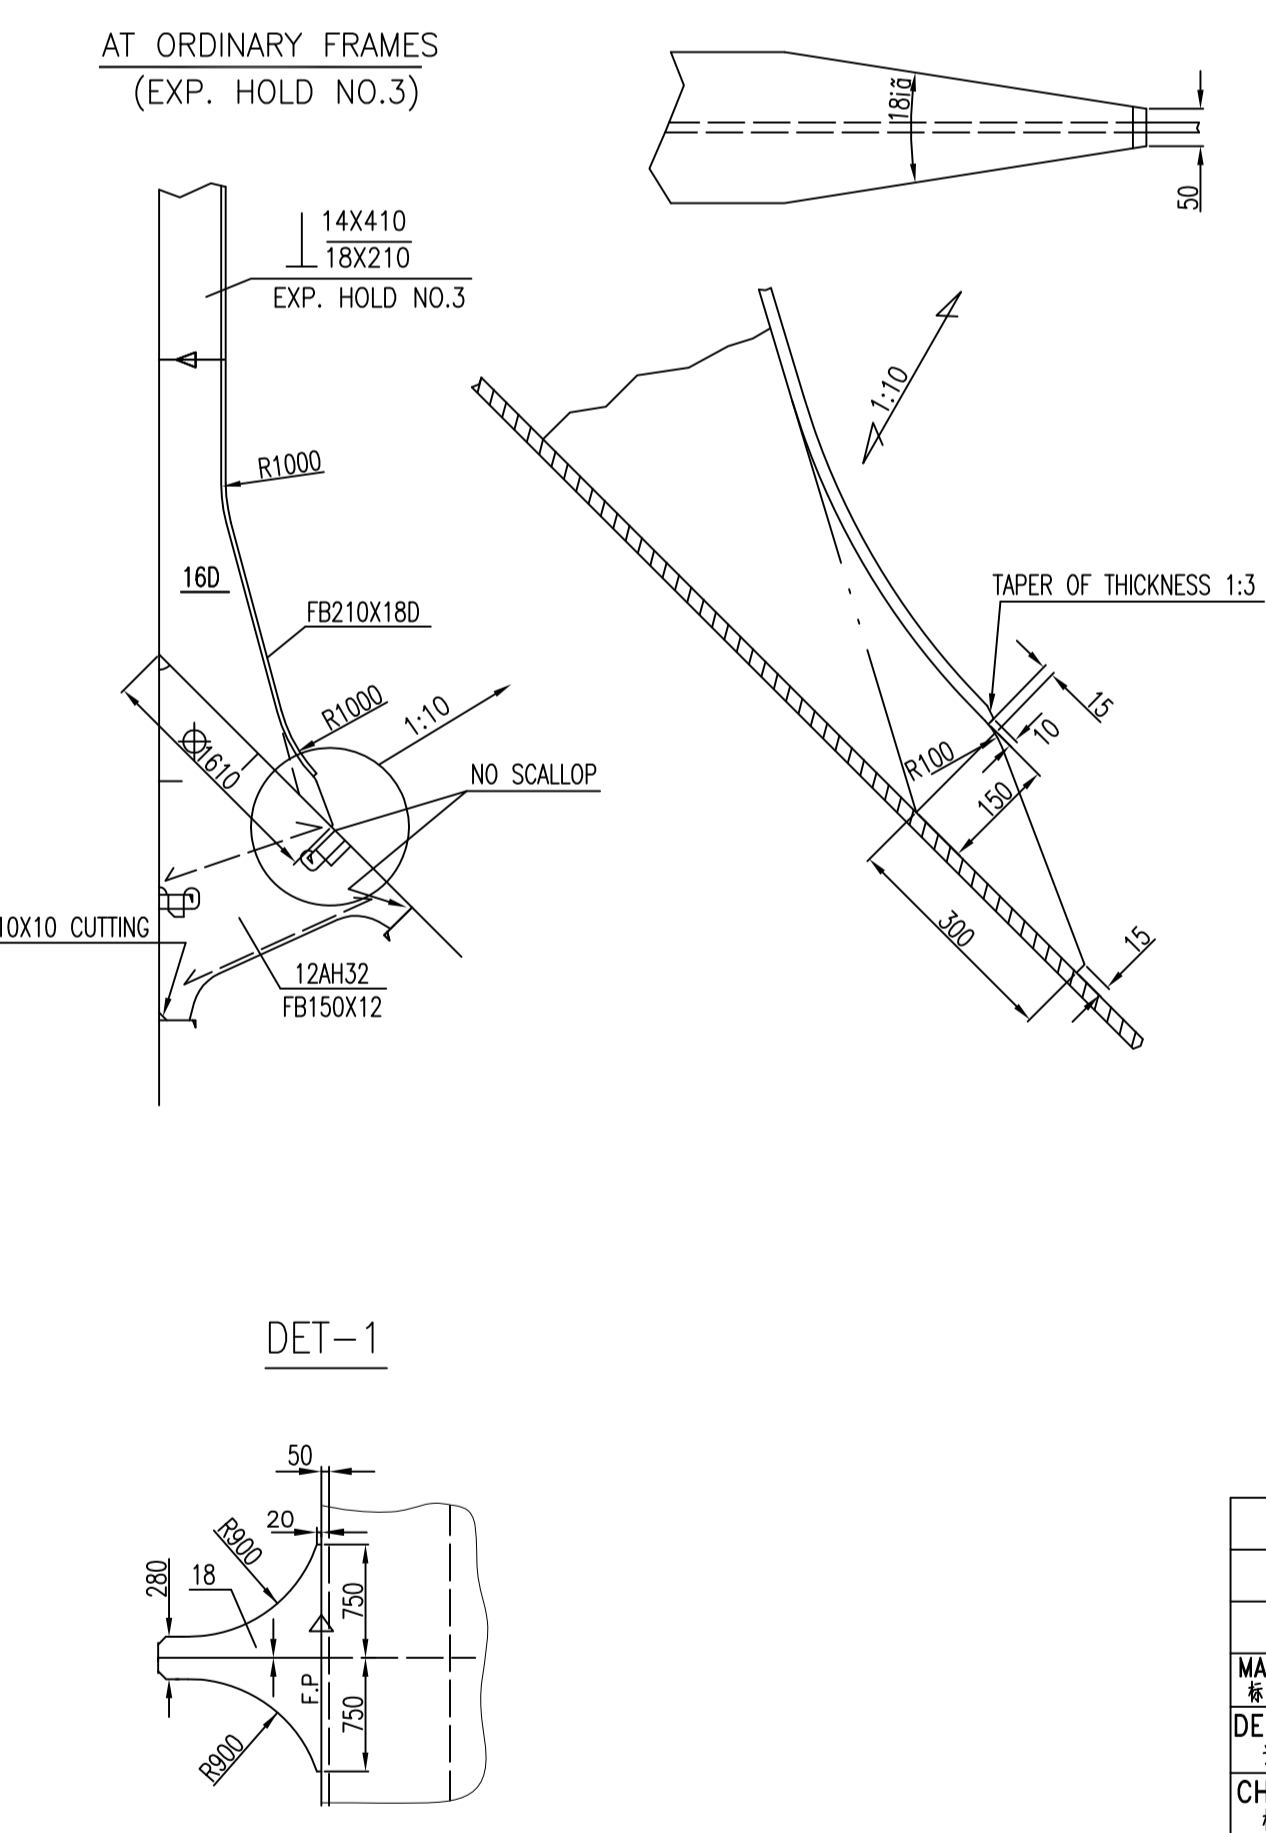 AT ORDINARY FRAMES
(EXP. HOLD NO.3)
18iã
50
14X410
18X210
EXP. HOLD NO.3
1:10
R1000
16D
FB210X18D
TAPER OF THICKNESS 1:3
R1000
1:10
1610
NO SCALLOP
15
10
R100
150
300
15
10X10 CUTTING
12AH32
FB150X12
DET-1
50
20
R900
280
18
750
F.P
750
R900
MA
标
DE
CH